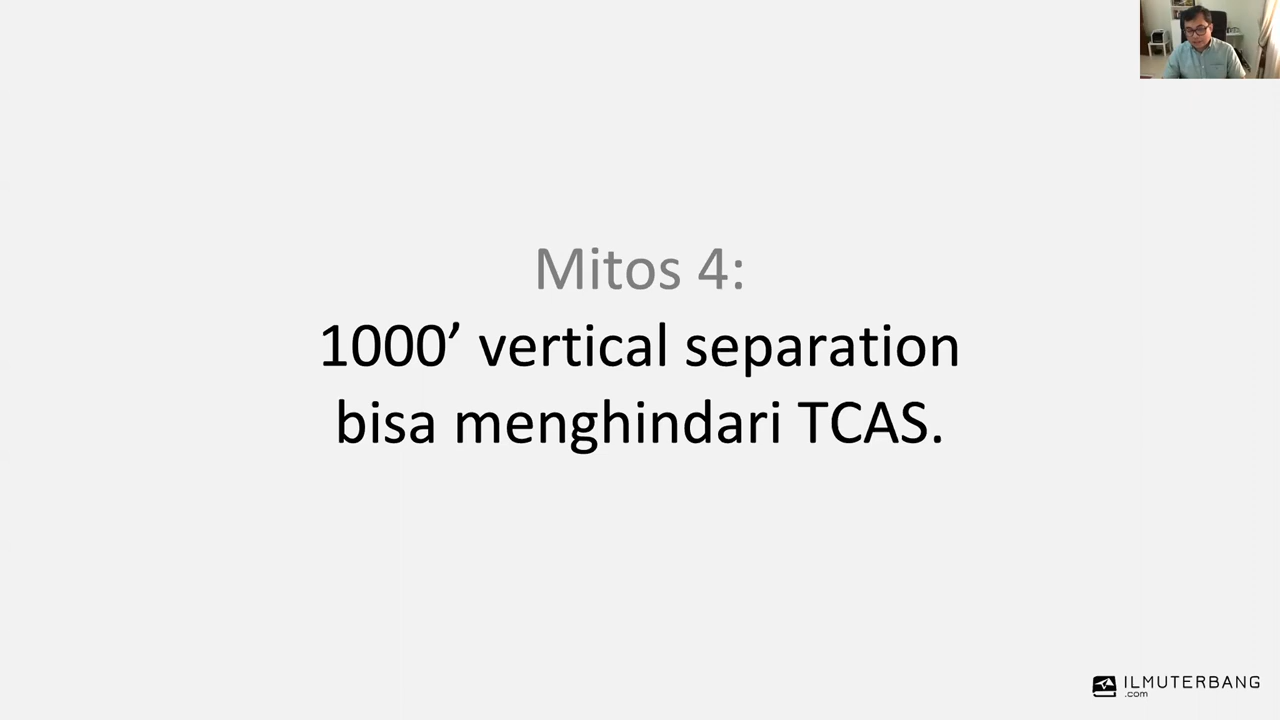 Mitos 4:
1000’ vertical separation
bisa menghindari TCAS.
ILMUTERBANG
.com